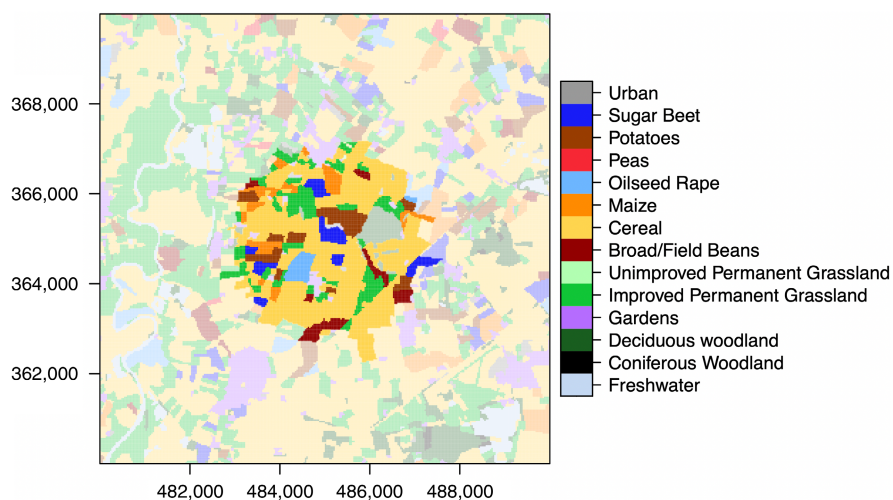 368,000
366,000
364,000
362,000
482,000 484,000 486,000 488,000
Urban
Sugar Beet
Potatoes
Peas
Oilseed Rape
Maize
Cereal
Broad/Field Beans
Unimproved Permanent Grassland
Improved Permanent Grassland
Gardens
Deciduous woodland
Coniferous Woodland
Freshwater